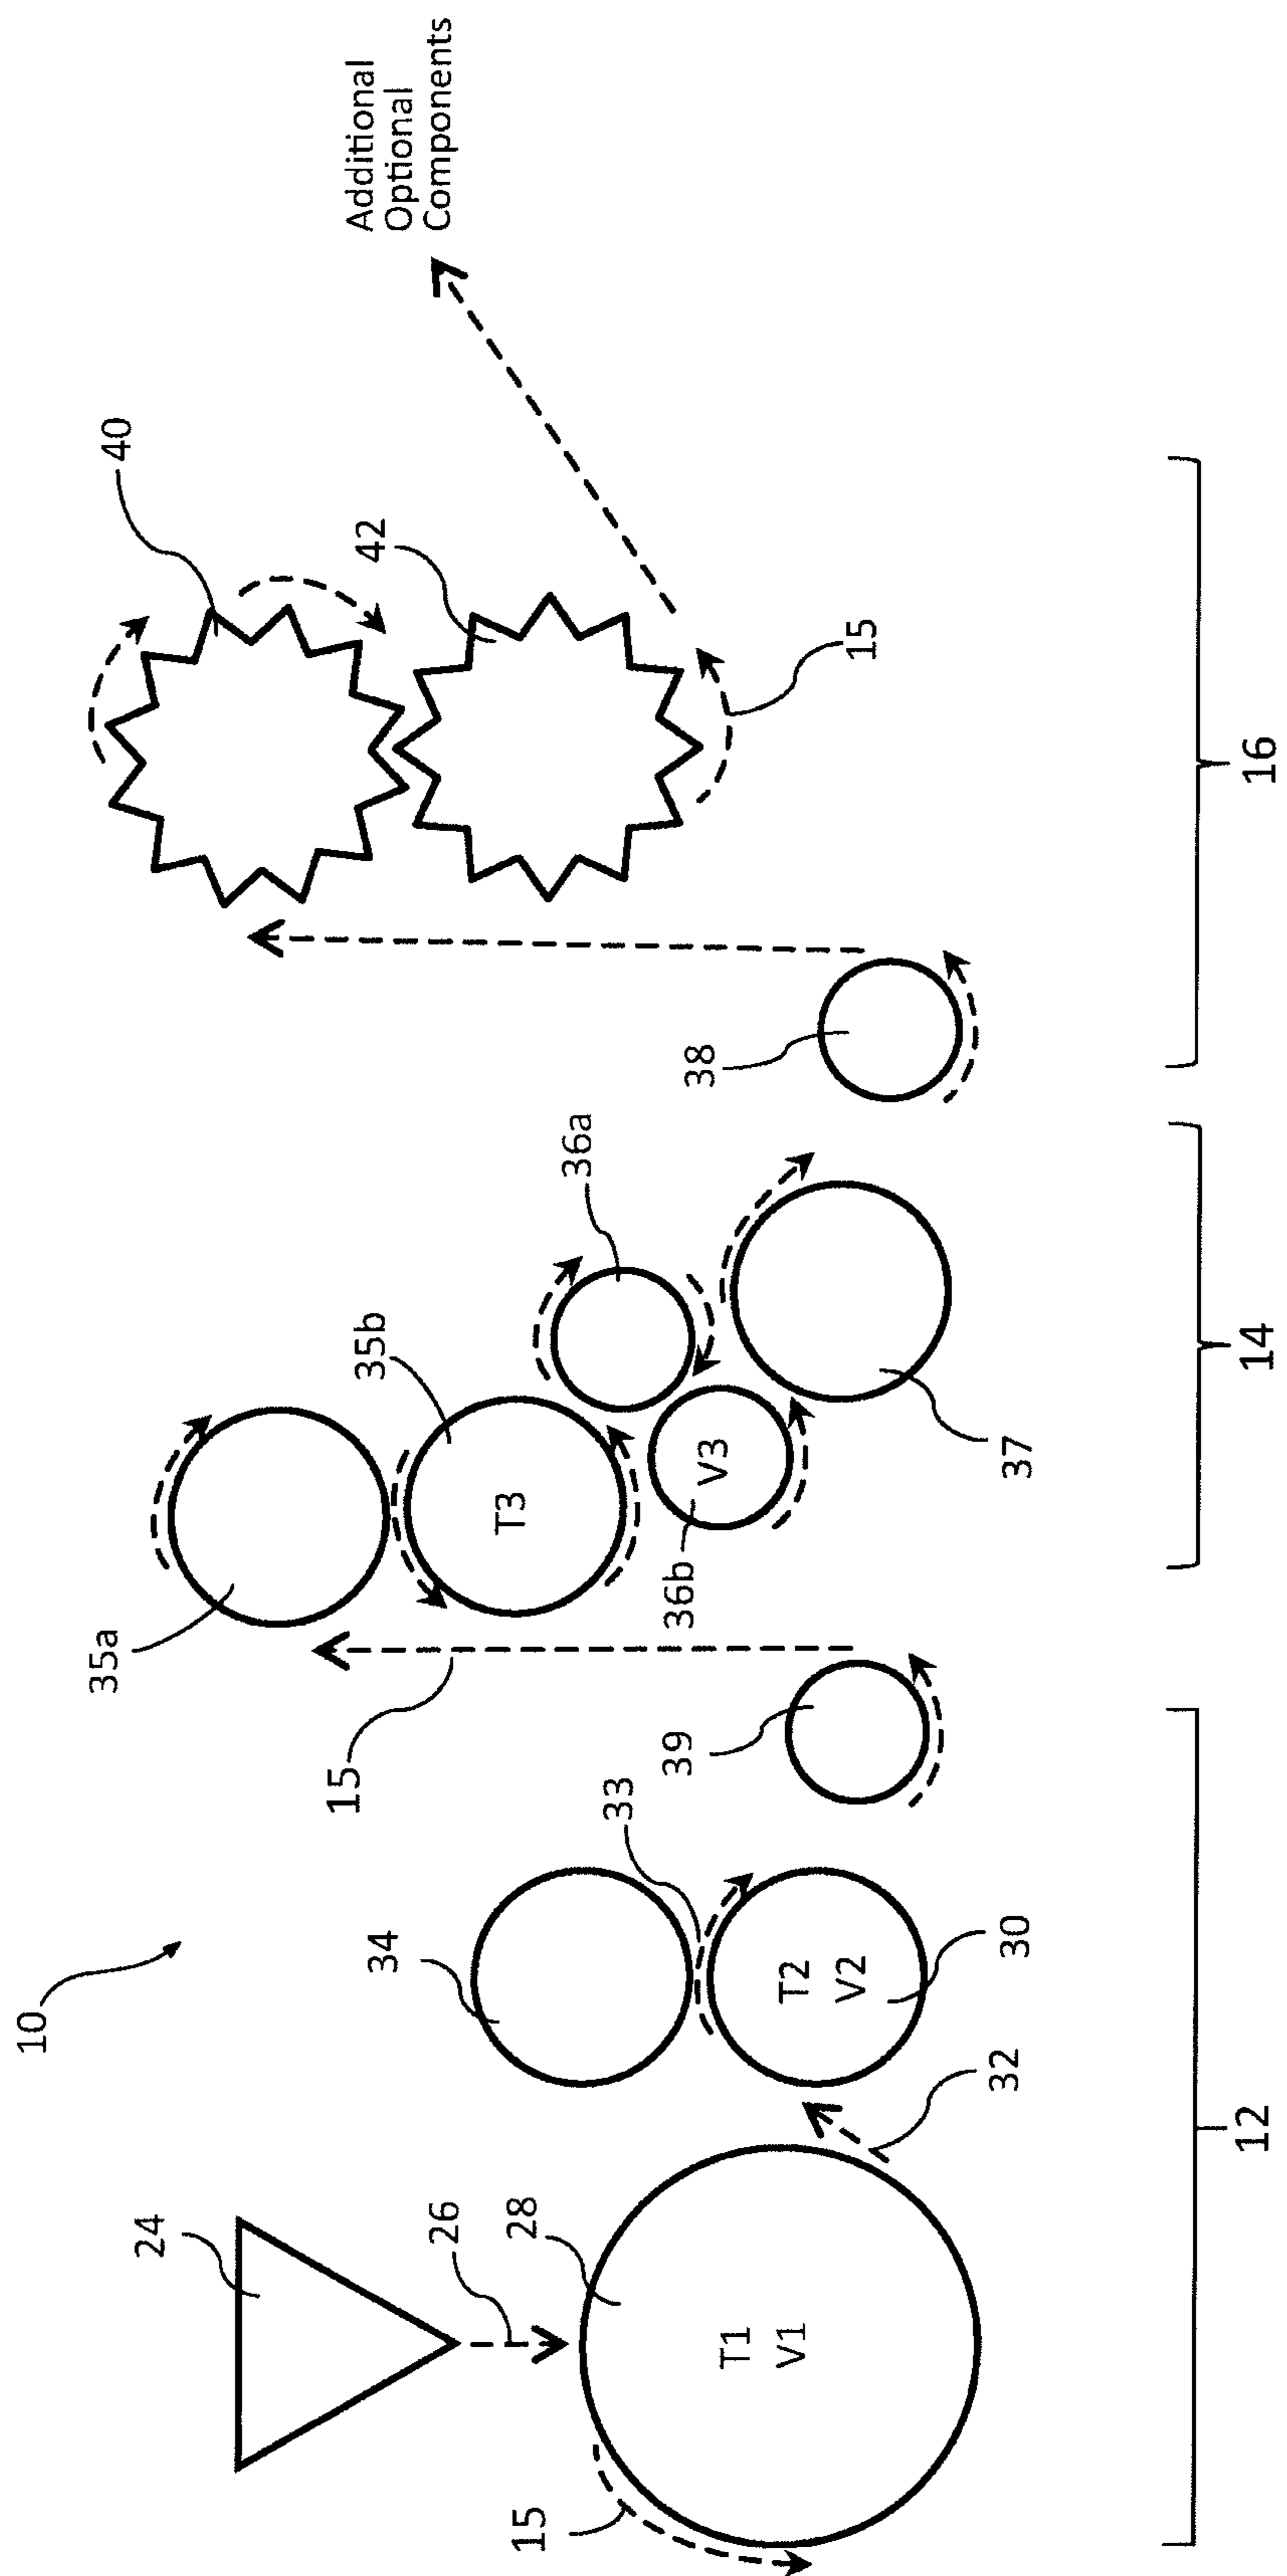 10
24
26
28
T1
V1
15
32
34
33
T2
V2
30
39
15
35a
35b
T3
36a
36b
V3
37
38
40
42
15
Additional
Optional
Components
12
14
16